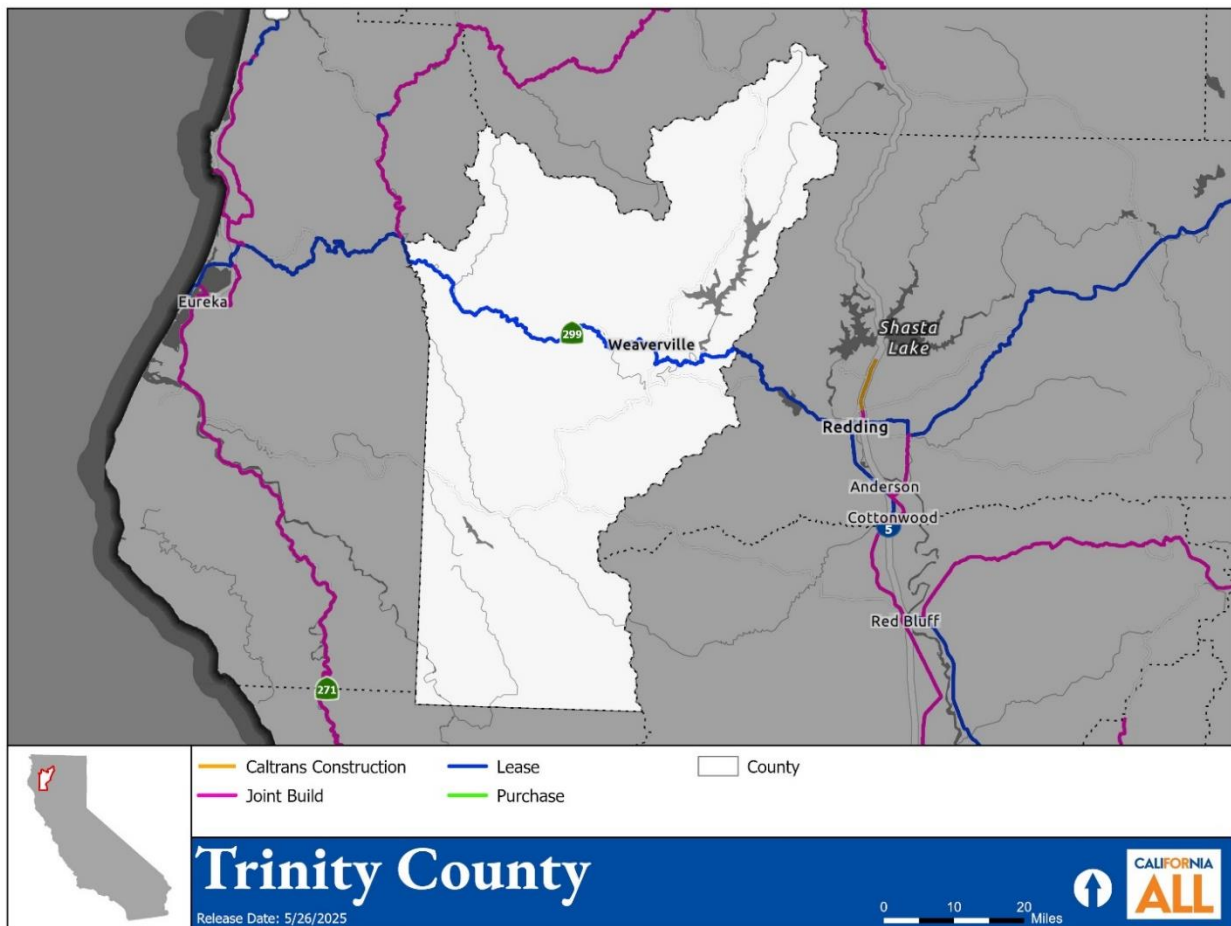 299
Weaverville
Eureka
Shasta
Lake
Redding
Anderson
Cottonwood
5
Red Bluff
271
Caltrans Construction
Lease
County
Joint Build
Purchase
Trinity County
Release Date: 5/26/2025
0 10 20
Miles
CALIFORNIA
ALL